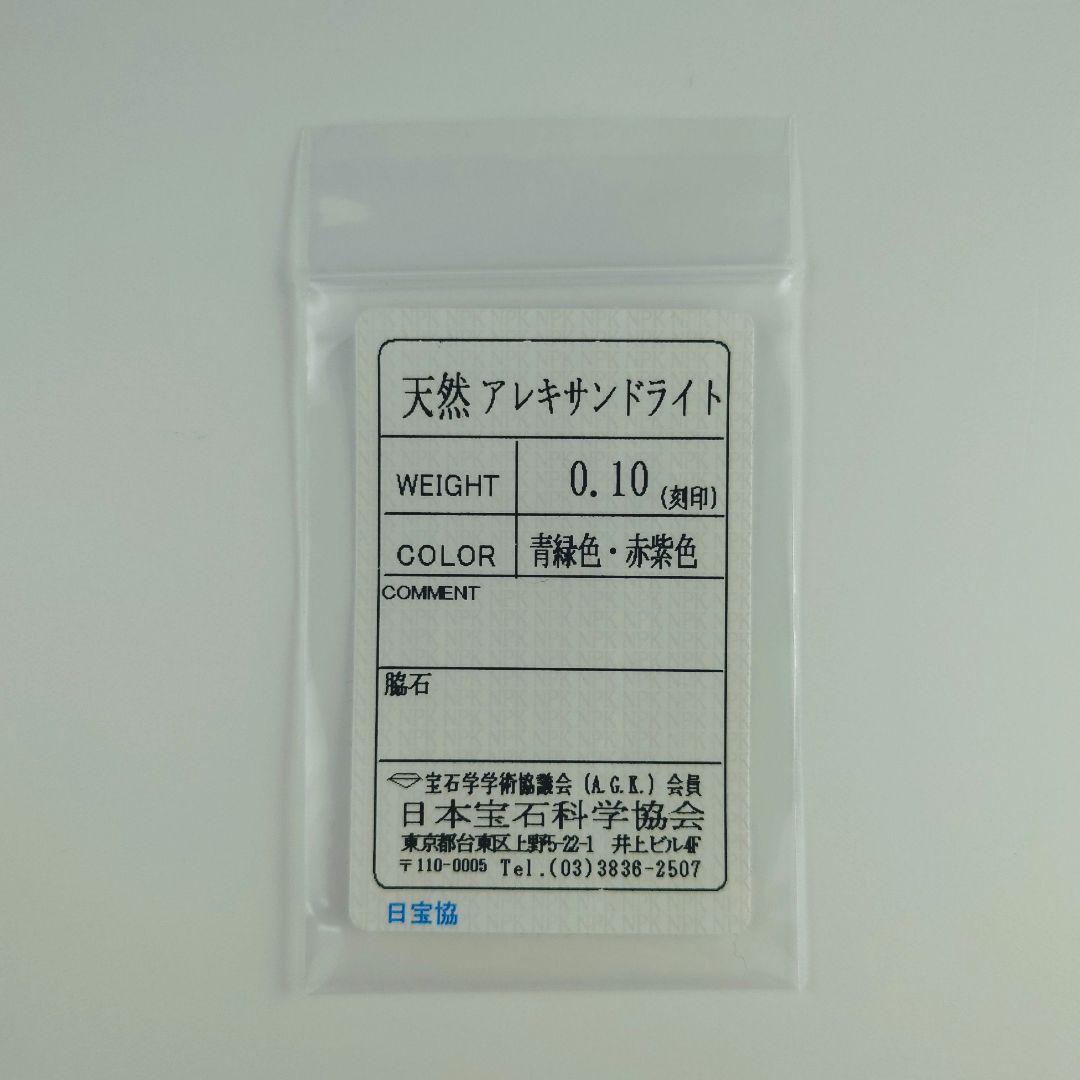 天然 アレキサンドライト
WEIGHT 0.10 (刻印)
COLOR 青緑色・赤紫色
COMMENT
脇石
宝石学学術協議会 (A.G.K.) 会員
日本宝石科学協会
東京都台東区上野5-22-1 井上ビル4F
〒110-0005 Tel.(03)3836-2507
日宝協